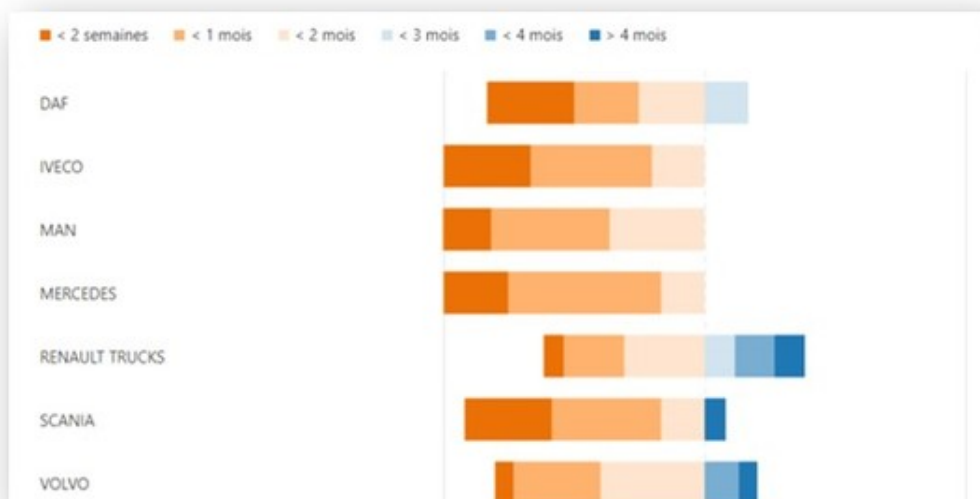 < 2 semaines < 1 mois < 2 mois < 3 mois < 4 mois > 4 mois
DAF
IVECO
MAN
MERCEDES
RENAULT TRUCKS
SCANIA
VOLVO